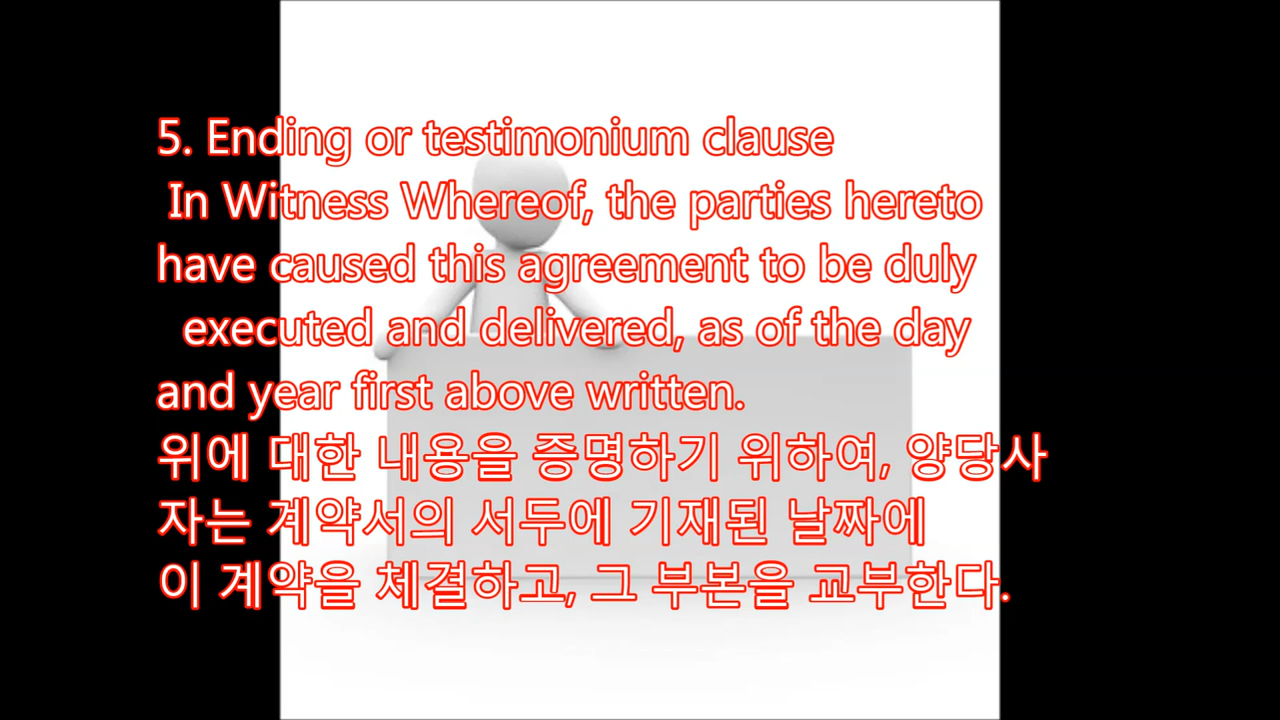 5. Ending or testimonium clause
In Witness Whereof, the parties hereto
have caused this agreement to be duly
executed and delivered, as of the day
and year first above written.
위에 대한 내용을 증명하기 위하여, 양당사
자는 계약서의 서두에 기재된 날짜에
이 계약을 체결하고, 그 부본을 교부한다.